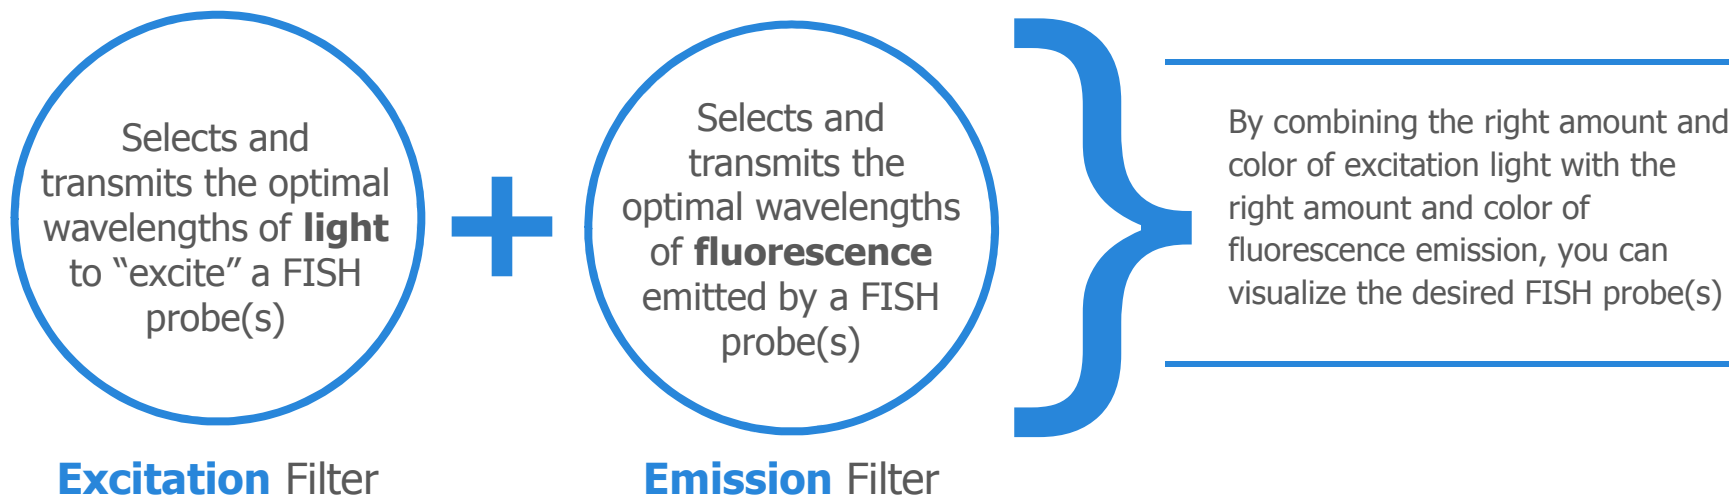 Selects and
transmits the optimal
wavelengths of light
to “excite” a FISH
probe(s)
Excitation Filter
Selects and
transmits the
optimal wavelengths
of fluorescence
emitted by a FISH
probe(s)
Emission Filter
By combining the right amount and
color of excitation light with the
right amount and color of
fluorescence emission, you can
visualize the desired FISH probe(s)